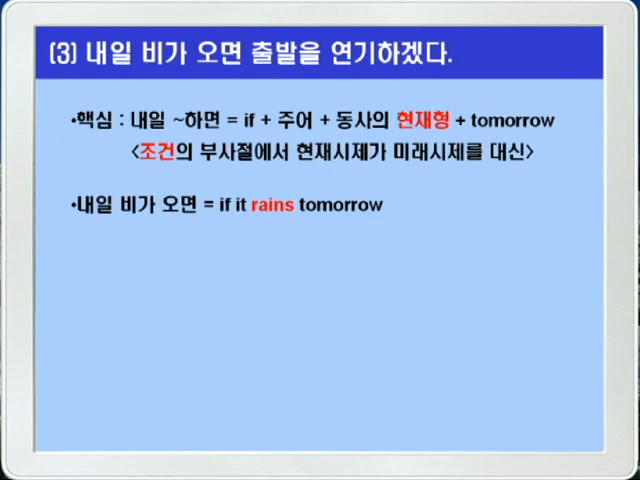 (3) 내일 비가 오면 출발을 연기하겠다.
•핵심 : 내일 ~하면 = if + 주어 + 동사의 현재형 + tomorrow
<조건의 부사절에서 현재시제가 미래시제를 대신>
•내일 비가 오면 = if it rains tomorrow